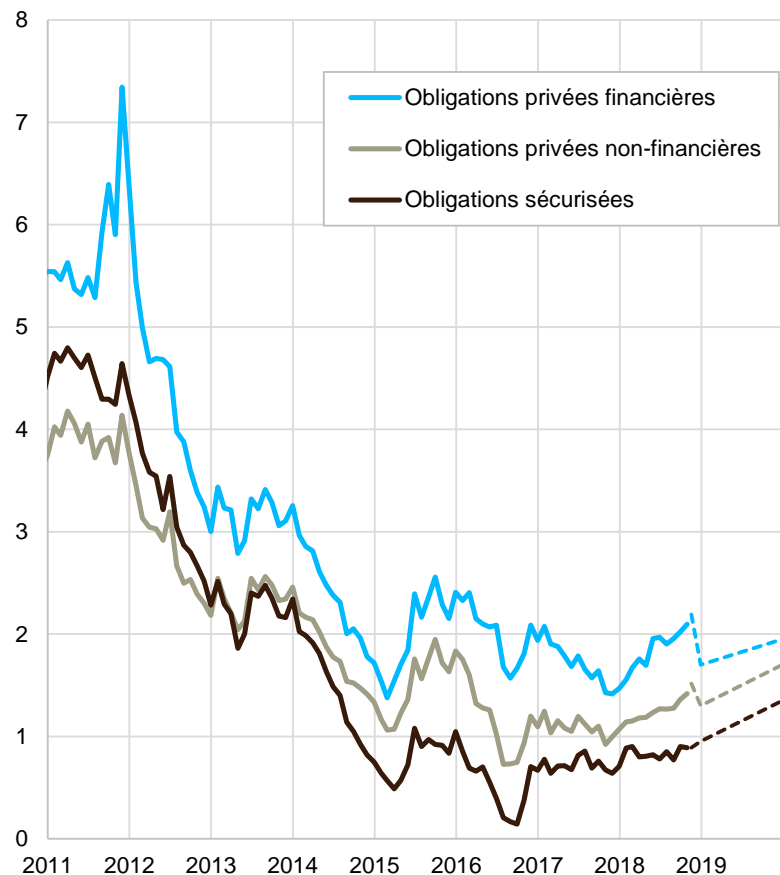 8
7
6
5
4
3
2
1
0
Obligations privées financières
Obligations privées non-financières
Obligations sécurisées
2011 2012 2013 2014 2015 2016 2017 2018 2019